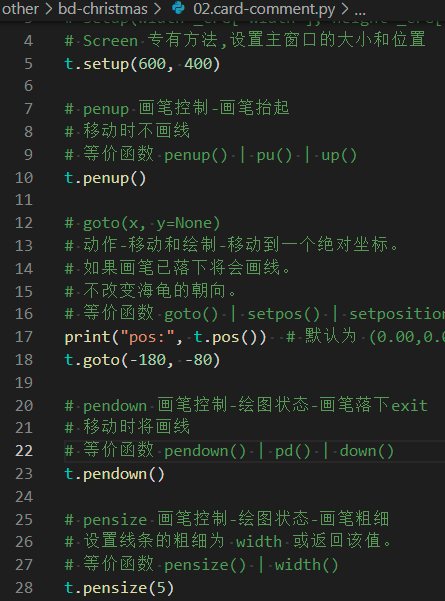 other > bd-christmas > 02.card-comment.py > ...
4 # Screen 专有方法,设置主窗口的大小和位置
5 t.setup(600, 400)
6
7 # penup 画笔控制-画笔抬起
8 # 移动时不画线
9 # 等价函数 penup() | pu() | up()
10 t.penup()
11
12 # goto(x, y=None)
13 # 动作-移动和绘制-移动到一个绝对坐标。
14 # 如果画笔已落下将会画线。
15 # 不改变海龟的朝向。
16 # 等价函数 goto() | setpos() | setposition
17 print("pos:", t.pos()) # 默认为 (0.00,0.0
18 t.goto(-180, -80)
19
20 # pendown 画笔控制-绘图状态-画笔落下exit
21 # 移动时将画线
22 # 等价函数 pendown() | pd() | down()
23 t.pendown()
24
25 # pensize 画笔控制-绘图状态-画笔粗细
26 # 设置线条的粗细为 width 或返回该值。
27 # 等价函数 pensize() | width()
28 t.pensize(5)